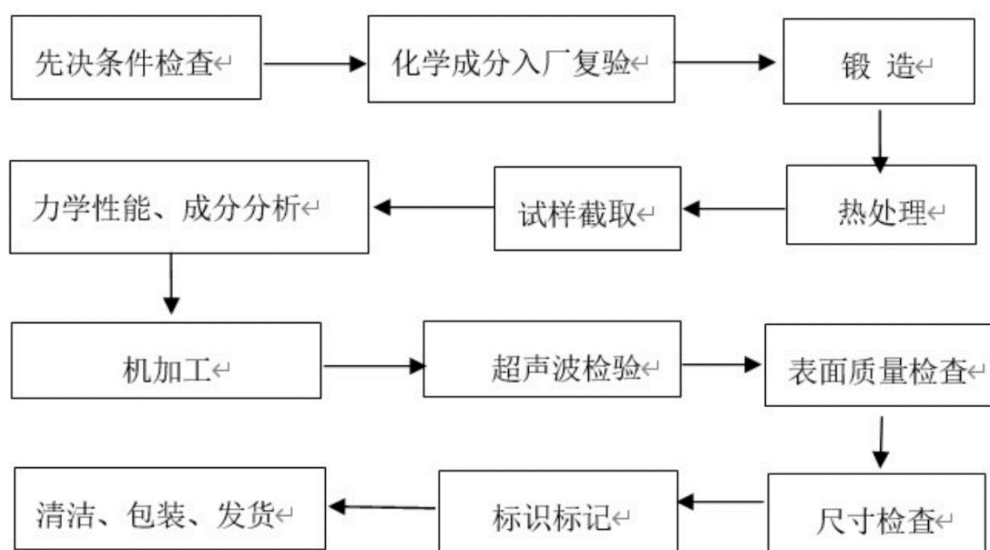 先决条件检查↵
化学成分入厂复验↵
锻 造↵
力学性能、成分分析↵
试样截取↵
热处理↵
机加工↵
超声波检验↵
表面质量检查↵
清洁、包装、发货↵
标识标记↵
尺寸检查↵